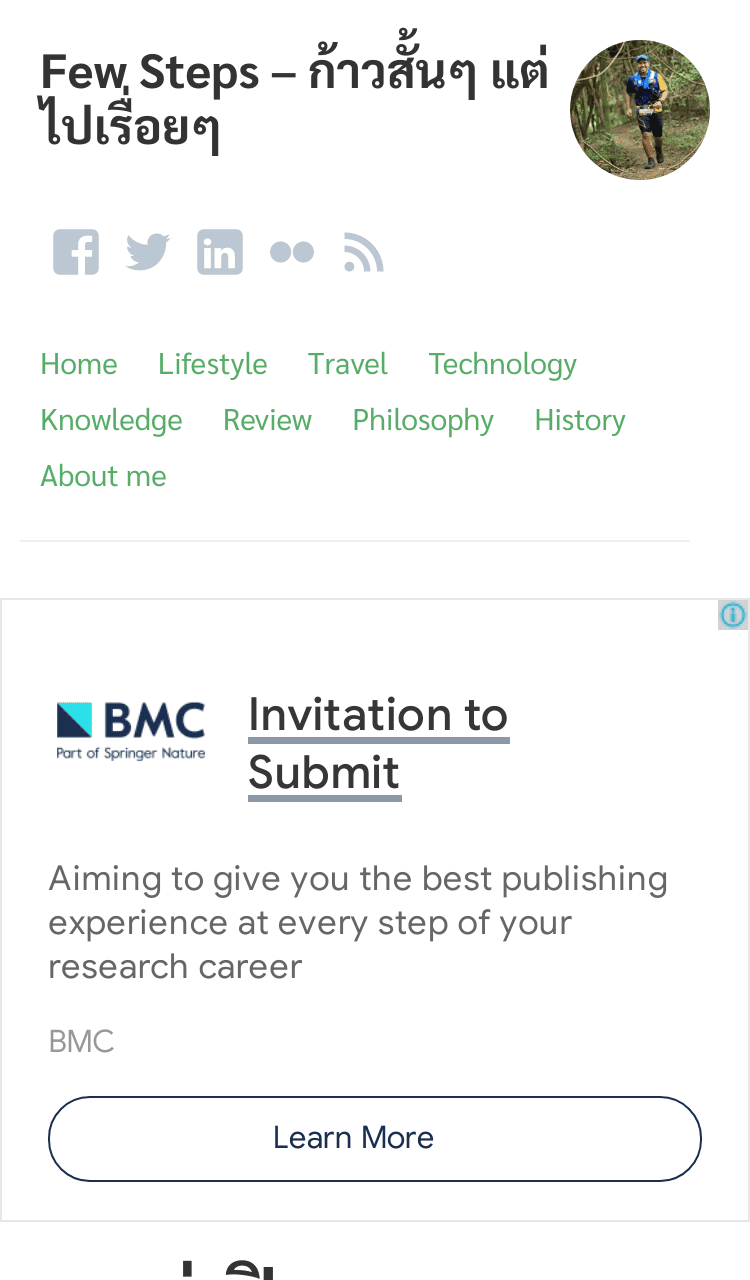 Few Steps – ก้าวสั้นๆ แต่
ไปเรื่อยๆ
Home Lifestyle Travel Technology
Knowledge Review Philosophy History
About me
BMC
Part of Springer Nature
Invitation to
Submit
Aiming to give you the best publishing
experience at every step of your
research career
BMC
Learn More